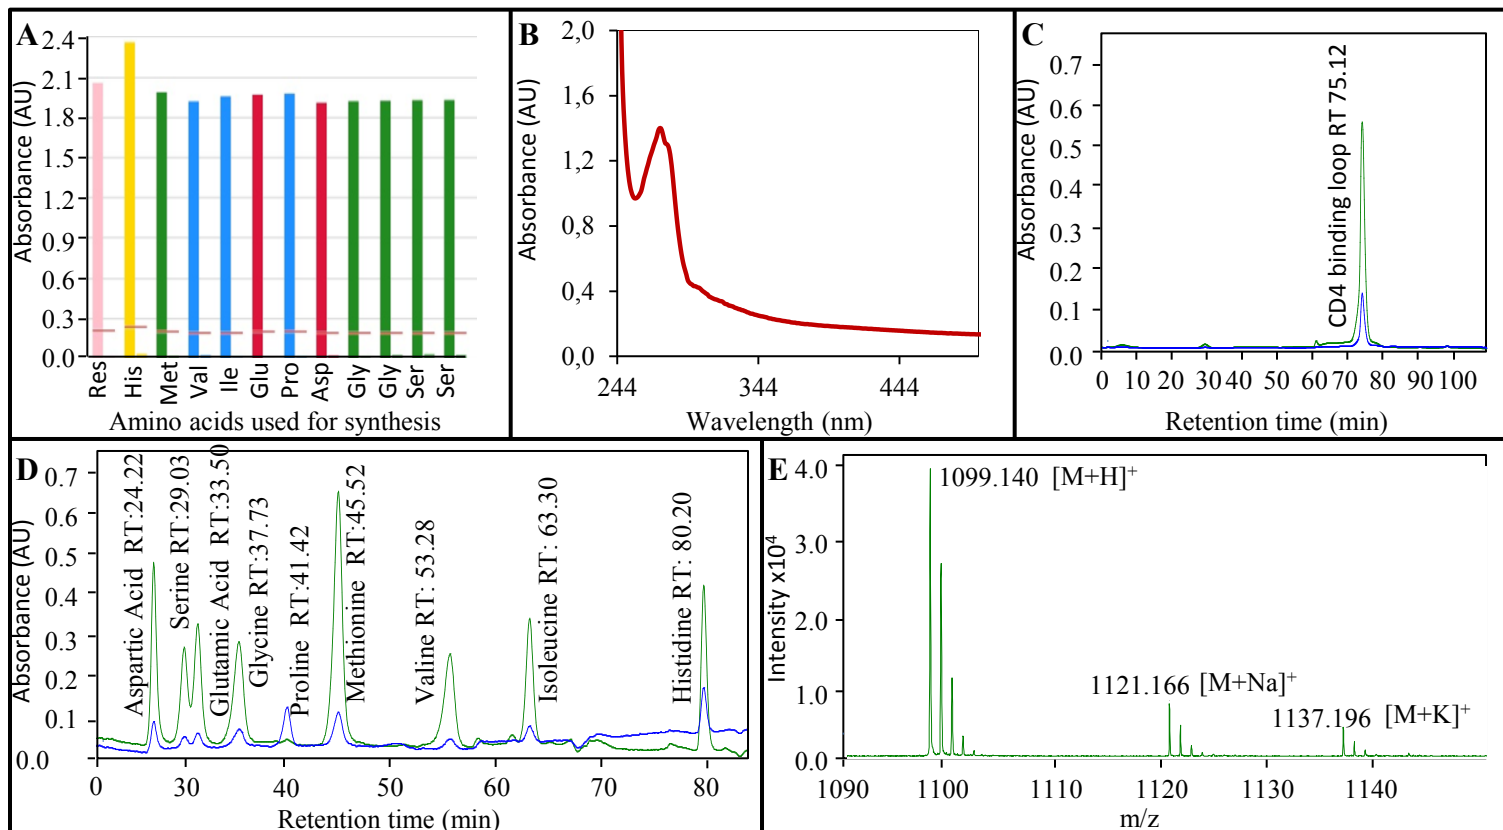 A
2.4
2.1
1.8
1.5
1.2
0.9
0.6
0.3
0.0
Absorbance (AU)
Res
His
Met
Val
Ile
Glu
Pro
Asp
Gly
Gly
Ser
Ser
Amino acids used for synthesis
B
2,0
1,6
1,2
0,8
0,4
0,0
Absorbance (AU)
244 344 444
Wavelength (nm)
C
0.7
0.6
0.5
0.4
0.3
0.2
0.1
0.0
Absorbance (AU)
CD4 binding loop RT 75.12
0 10 20 30 40 50 60 70 80 90 100
Retention time (min)
D
0.7
0.6
0.5
0.4
0.3
0.2
0.1
0.0
Absorbance (AU)
Aspartic Acid RT:24.22
Serine RT:29.03
Glutamic Acid RT:33.50
Glycine RT:37.73
Proline RT:41.42
Methionine RT:45.52
Valine RT: 53.28
Isoleucine RT: 63.30
Histidine RT: 80.20
0 30 40 50 60 70 80
Retention time (min)
E
4.0
3.0
2.0
1.0
0.0
Intensity x10⁴
1099.140 [M+H]⁺
1121.166 [M+Na]⁺
1137.196 [M+K]⁺
1090 1100 1110 1120 1130 1140
m/z